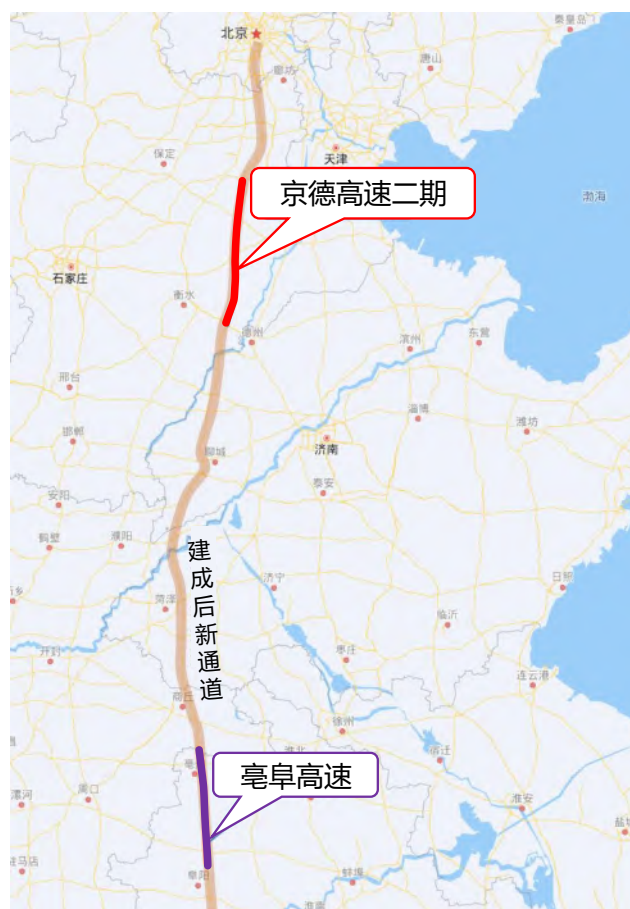 秦皇岛
北京
廊坊
唐山
保定
天津
渤海
京德高速二期
石家庄
衡水
德州
滨州
东营
邢台
淄博
潍坊
邯郸
聊城
济南
安阳
泰安
鹤壁
濮阳
建成后新通道
济宁
日照
菏泽
临沂
开封
枣庄
连云港
商丘
徐州
亳
淮北
宿迁
亳阜高速
漯河
周口
淮安
盐城
驻马店
阜阳
蚌埠
淮南